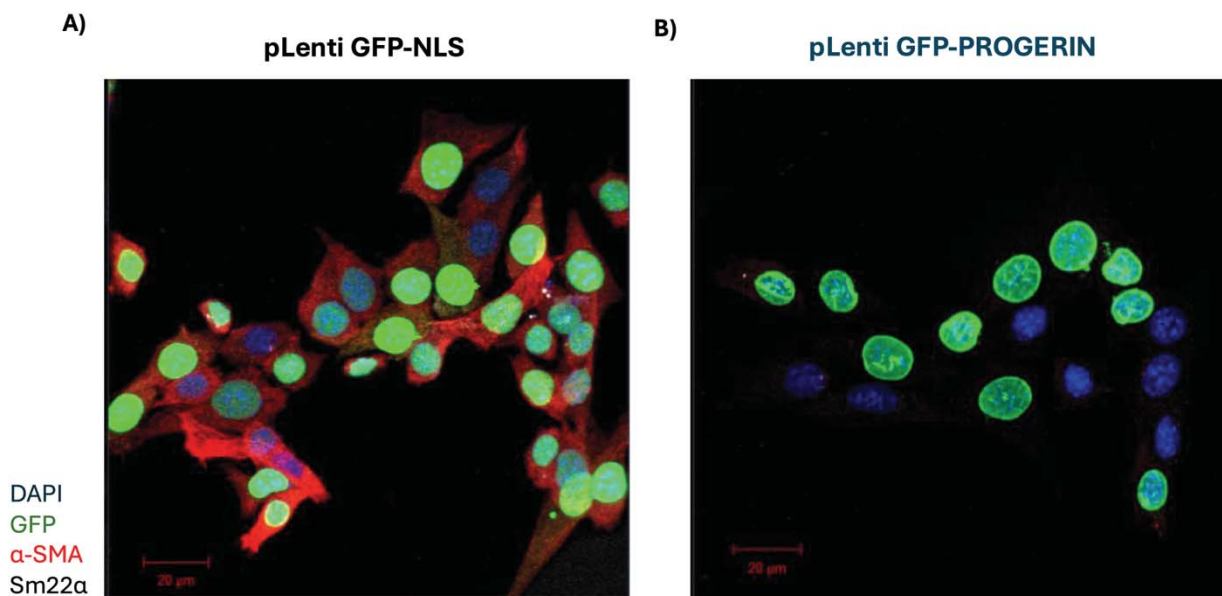 A)
pLenti GFP-NLS
B)
pLenti GFP-PROGERIN
DAPI
GFP
α-SMA
Sm22α
20 μm
20 μm